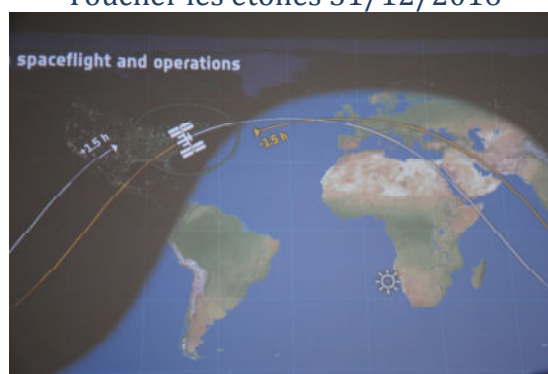 Toucher les étoiles 31/12/2016
spaceflight and operations
+1.5 h
-1.5 h